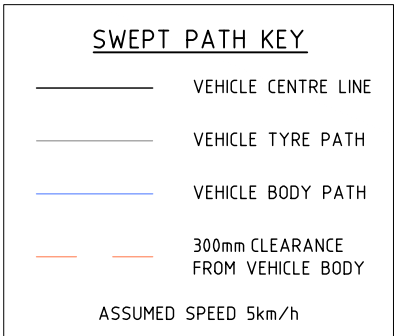 SWEPT PATH KEY
VEHICLE CENTRE LINE
VEHICLE TYRE PATH
VEHICLE BODY PATH
300mm CLEARANCE
FROM VEHICLE BODY
ASSUMED SPEED 5km/h